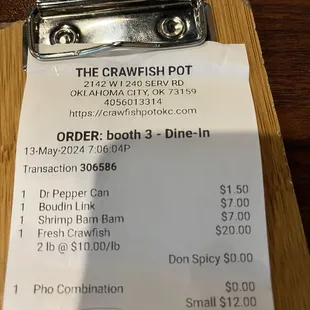 THE CRAWFISH POT
2142 W I 240 SERV RD
OKLAHOMA CITY, OK 73159
4056013314
https://crawfishpotokc.com
ORDER: booth 3 - Dine-In
13-May-2024 7:06:04P
Transaction 306586
1 Dr Pepper Can $1.50
1 Boudin Link $7.00
1 Shrimp Bam Bam $7.00
1 Fresh Crawfish $20.00
2 lb @ $10.00/lb
Don Spicy $0.00
1 Pho Combination $0.00
Small $12.00